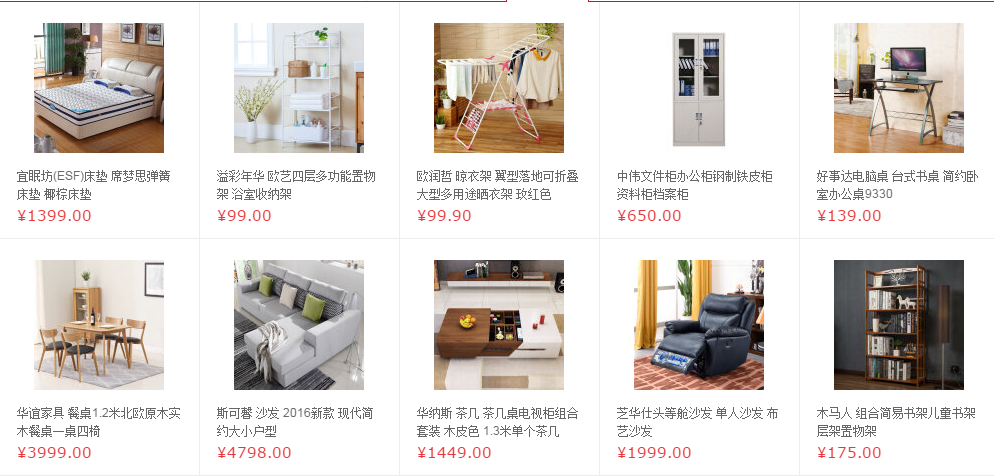 宜眠坊(ESF)床垫 席梦思弹簧
床垫 椰棕床垫
¥1399.00
溢彩年华 欧艺四层多功能置物
架 浴室收纳架
¥99.00
欧润哲 晾衣架 翼型落地可折叠
大型多用途晒衣架 玫红色
¥99.90
中伟文件柜办公柜钢制铁皮柜
资料柜档案柜
¥650.00
好事达电脑桌 台式书桌 简约卧
室办公桌9330
¥139.00
华谊家具 餐桌1.2米北欧原木实
木餐桌一桌四椅
¥3999.00
斯可馨 沙发 2016新款 现代简
约大小户型
¥4798.00
华纳斯 茶几 茶几桌电视柜组合
套装 木皮色 1.3米单个茶几
¥1449.00
芝华仕头等舱沙发 单人沙发 布
艺沙发
¥1999.00
木马人 组合简易书架儿童书架
层架置物架
¥175.00